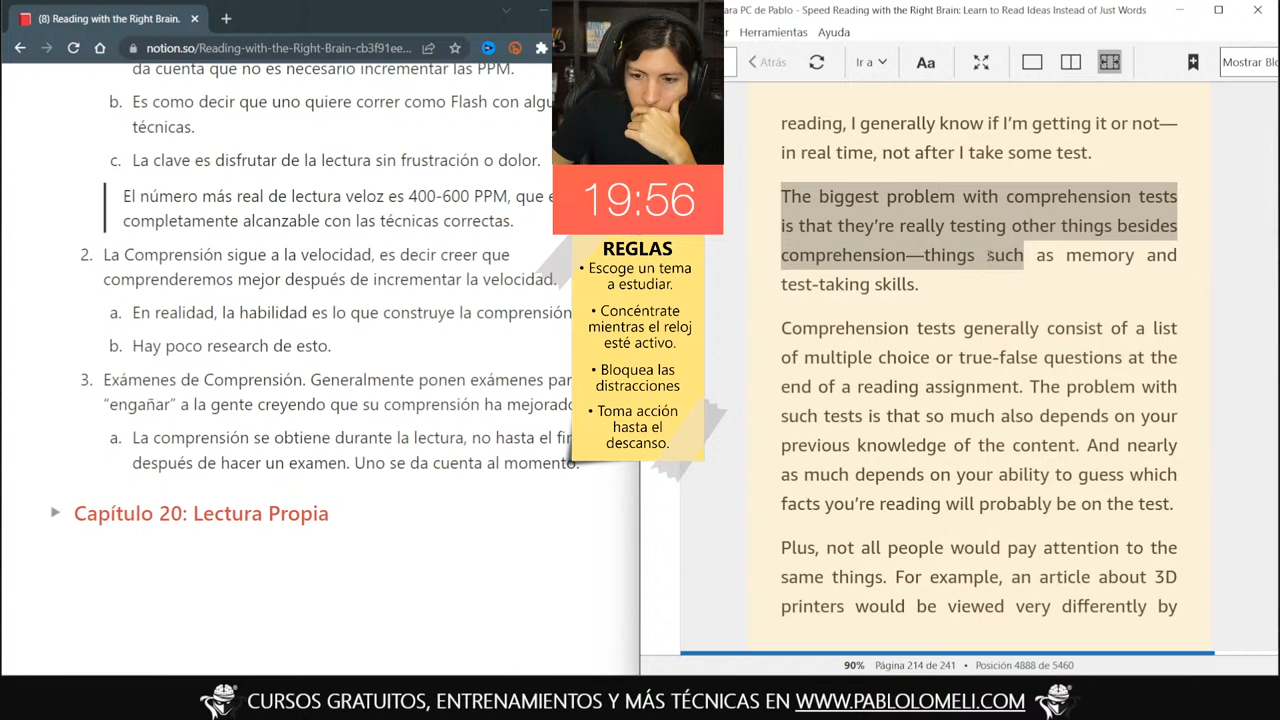 (8) Reading with the Right Brain.
notion.so/Reading-with-the-Right-Brain-cb3f91ee...
da cuenta que no es necesario incrementar las PPM.
b. Es como decir que uno quiere correr como Flash con
técnicas.
c. La clave es disfrutar de la lectura sin frustración o dolor.
El número más real de lectura veloz es 400-600 PPM, que
completamente alcanzable con las técnicas correctas.
2. La Comprensión sigue a la velocidad, es decir creer que
comprenderemos mejor después de incrementar la velocidad.
a. En realidad, la habilidad es lo que construye la comprensión
b. Hay poco research de esto.
3. Exámenes de Comprensión. Generalmente ponen exámenes
"engañar" a la gente creyendo que su comprensión ha
a. La comprensión se obtiene durante la lectura, no hasta el
después de hacer un examen. Uno se da cuenta al momento.
Capítulo 20: Lectura Propia
19:56
REGLAS
• Escoge un tema
a estudiar.
• Concéntrate
mientras el reloj
esté activo.
• Bloquea las
distracciones
• Toma acción
hasta el
descanso.
PC de Pablo - Speed Reading with the Right Brain: Learn to Read Ideas Instead of Just Words
Herramientas Ayuda
Atrás Ir a Aa Mostrar
reading, I generally know if I'm getting it or not—
in real time, not after I take some test.
The biggest problem with comprehension tests
is that they're really testing other things besides
comprehension—things such as memory and
test-taking skills.
Comprehension tests generally consist of a list
of multiple choice or true-false questions at the
end of a reading assignment. The problem with
such tests is that so much also depends on your
previous knowledge of the content. And nearly
as much depends on your ability to guess which
facts you're reading will probably be on the test.
Plus, not all people would pay attention to the
same things. For example, an article about 3D
printers would be viewed very differently by
90% Página 214 de 241 • Posición 4888 de 5460
CURSOS GRATUITOS, ENTRENAMIENTOS Y MÁS TÉCNICAS EN WWW.PABLOLOMELI.COM